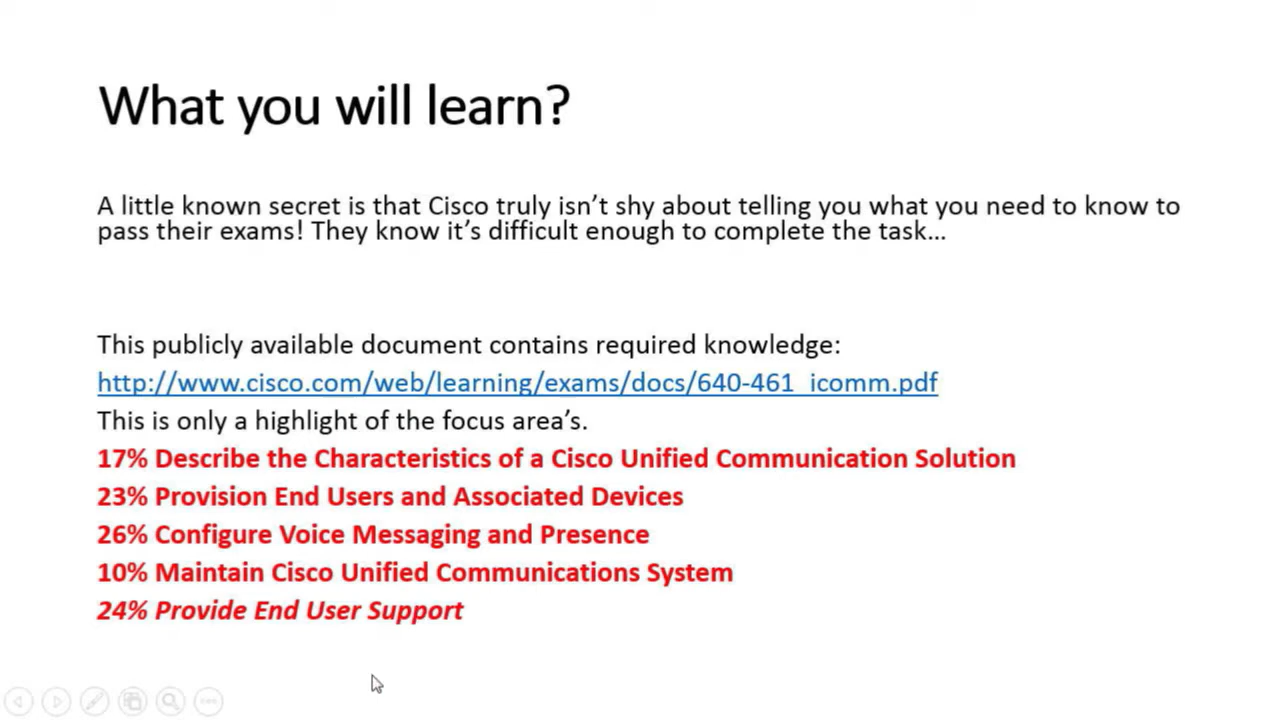 What you will learn?
A little known secret is that Cisco truly isn't shy about telling you what you need to know to
pass their exams! They know it's difficult enough to complete the task...
This publicly available document contains required knowledge:
http://www.cisco.com/web/learning/exams/docs/640-461_icomm.pdf
This is only a highlight of the focus area's.
17% Describe the Characteristics of a Cisco Unified Communication Solution
23% Provision End Users and Associated Devices
26% Configure Voice Messaging and Presence
10% Maintain Cisco Unified Communications System
24% Provide End User Support